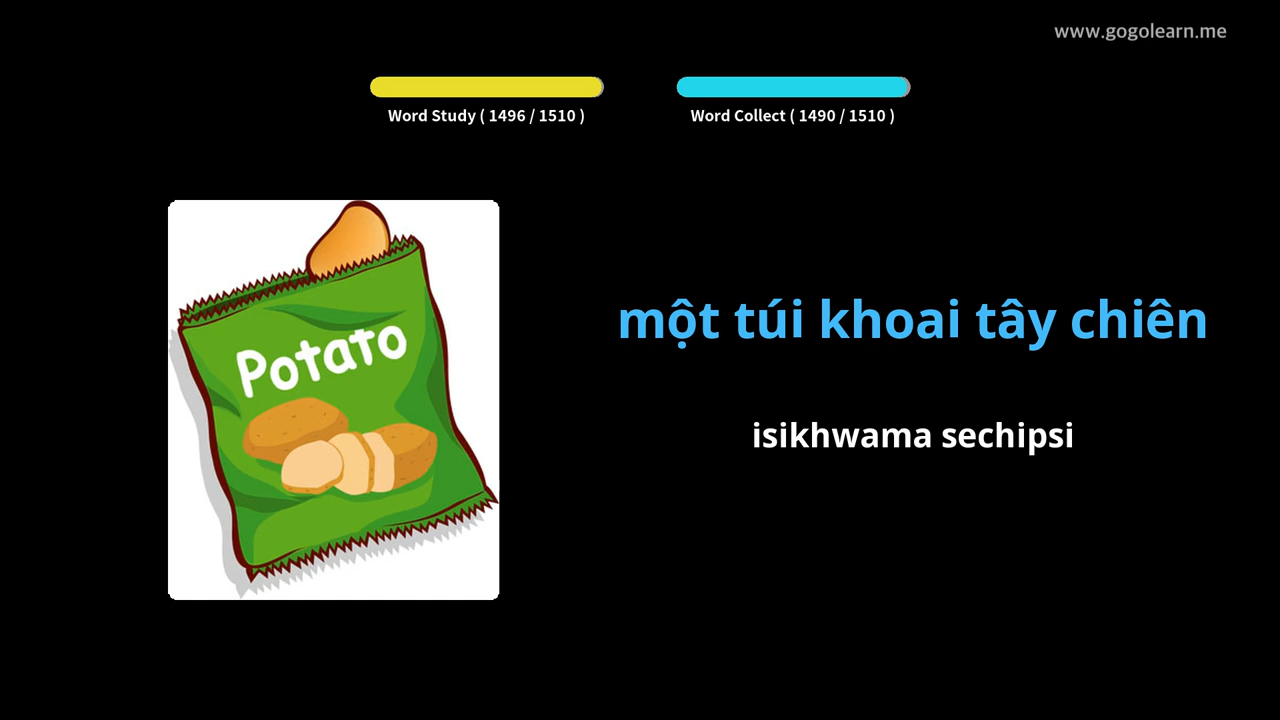 www.gogolearn.me
Word Study ( 1496 / 1510 )
Word Collect ( 1490 / 1510 )
Potato
một túi khoai tây chiên
isikhwama sechipsi